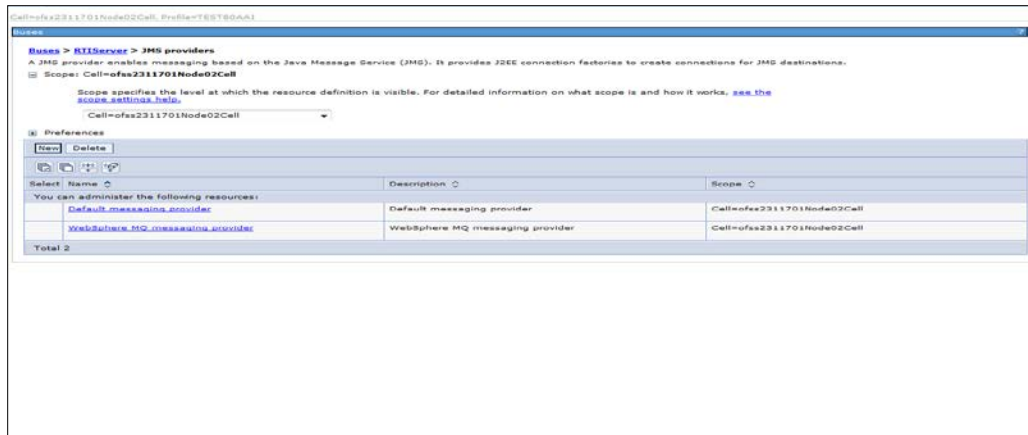 Cell=ofss2311701Node02Cell, Profile=TEST80AA1
Buses ?
Buses > RTIServer > JMS providers
A JMS provider enables messaging based on the Java Message Service (JMS). It provides J2EE connection factories to create connections for JMS destinations.
Scope: Cell=ofss2311701Node02Cell
Scope specifies the level at which the resource definition is visible. For detailed information on what scope is and how it works, see the
scope settings help.
Cell=ofss2311701Node02Cell
Preferences
New Delete
Select Name Description Scope
You can administer the following resources:
Default messaging provider Default messaging provider Cell=ofss2311701Node02Cell
WebSphere MQ messaging provider WebSphere MQ messaging provider Cell=ofss2311701Node02Cell
Total 2